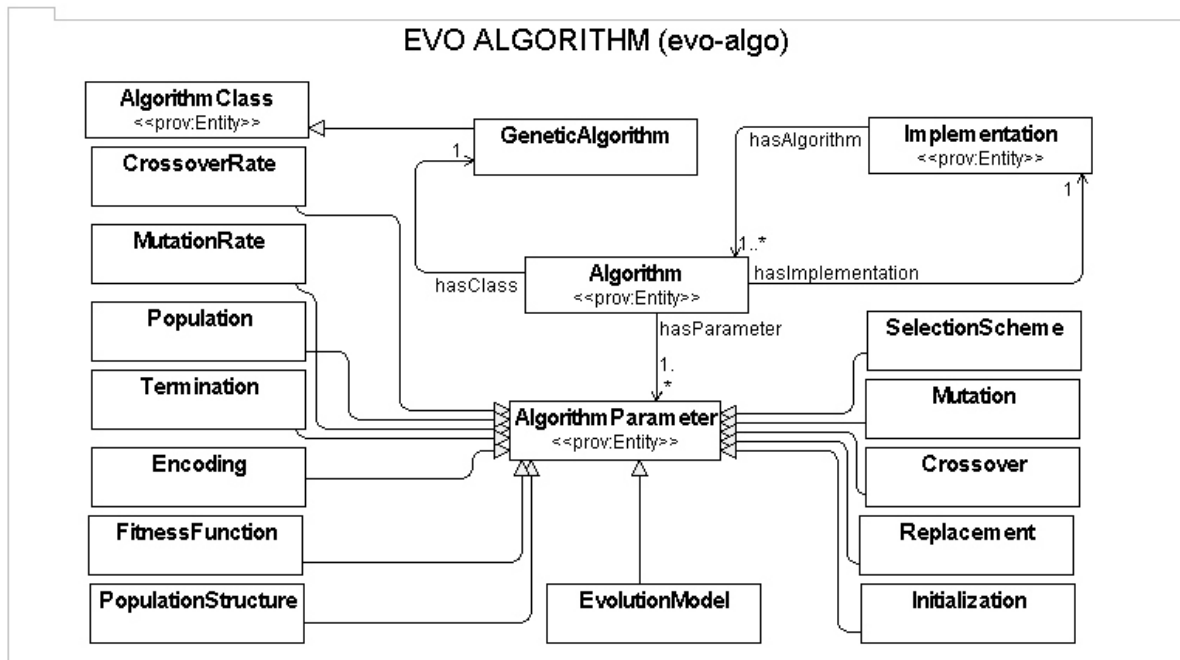 EVO ALGORITHM (evo-algo)
AlgorithmClass
<<prov:Entity>>
GeneticAlgorithm
1
hasAlgorithm
Implementation
<<prov:Entity>>
1
CrossoverRate
MutationRate
1..*
Algorithm
<<prov:Entity>>
hasClass
hasImplementation
hasParameter
1.
*
Population
Termination
Encoding
FitnessFunction
PopulationStructure
AlgorithmParameter
<<prov:Entity>>
EvolutionModel
SelectionScheme
Mutation
Crossover
Replacement
Initialization